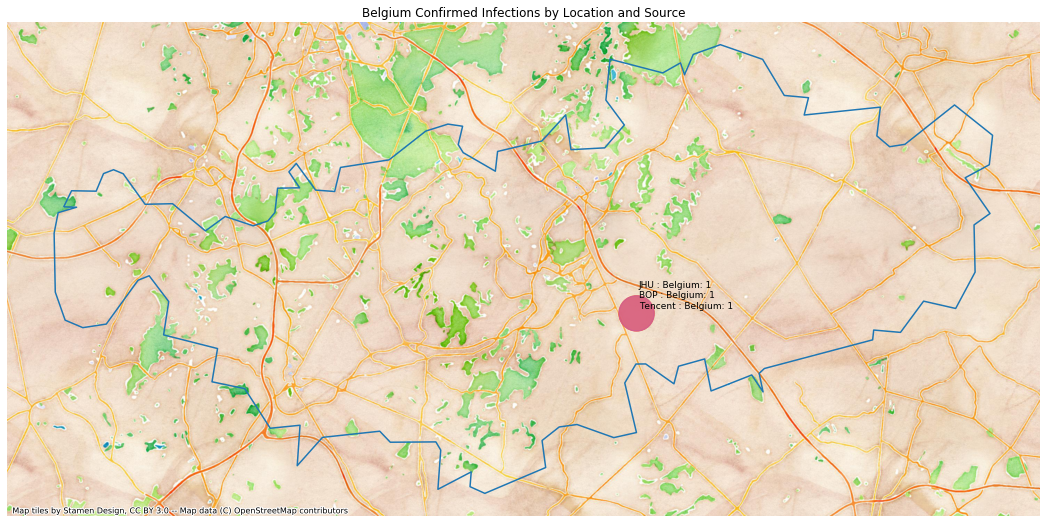 Belgium Confirmed Infections by Location and Source
JHU : Belgium: 1
BOP : Belgium: 1
Tencent : Belgium: 1
Map tiles by Stamen Design, CC BY 3.0 -- Map data (C) OpenStreetMap contributors